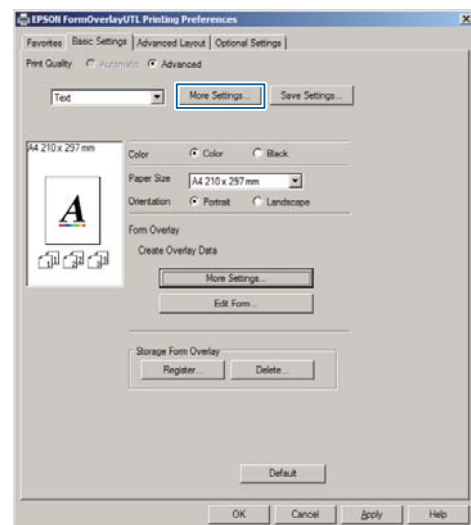 EPSON FormOverlayUTL Printing Preferences
Favorites Basic Settings Advanced Layout Optional Settings
Print Quality Automatic Advanced
Text More Settings... Save Settings...
A4 210 x 297 mm
Color Color Black
Paper Size A4 210 x 297 mm
Orientation Portrait Landscape
A
Form Overlay
Create Overlay Data
More Settings...
Edit Form...
Storage Form Overlay
Register... Delete...
Default
OK Cancel Apply Help